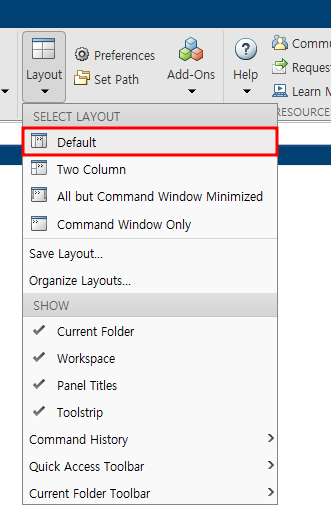 Layout
Preferences
Set Path
Add-Ons
Help
Commu
Request
Learn M
RESOURCES
SELECT LAYOUT
Default
Two Column
All but Command Window Minimized
Command Window Only
Save Layout...
Organize Layouts...
SHOW
Current Folder
Workspace
Panel Titles
Toolstrip
Command History
Quick Access Toolbar
Current Folder Toolbar